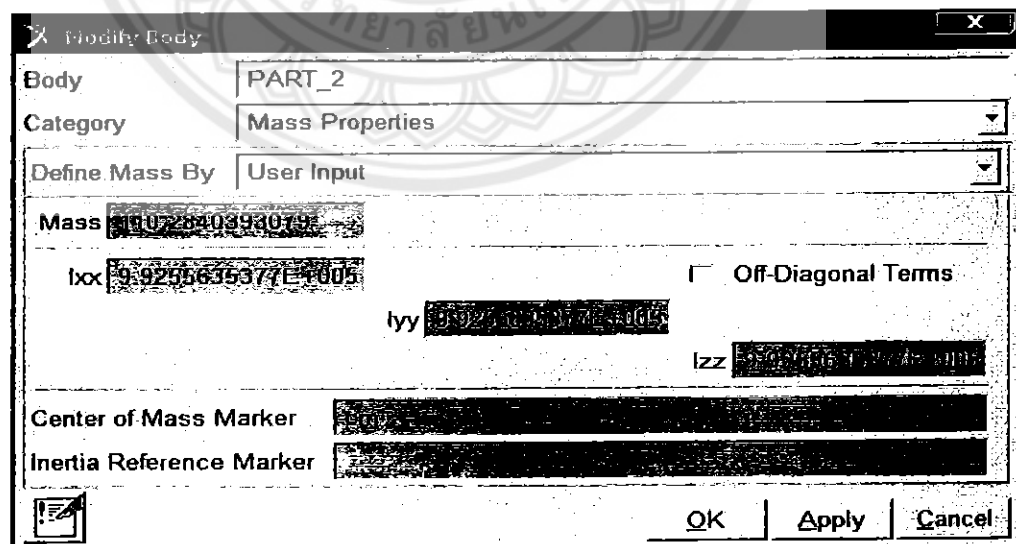 Modify Body
Body PART_2
Category Mass Properties
Define Mass By User Input
Mass
Ixx 9.9255635377E+005
Off-Diagonal Terms
Iyy
Izz
Center of Mass Marker
Inertia Reference Marker
OK Apply Cancel